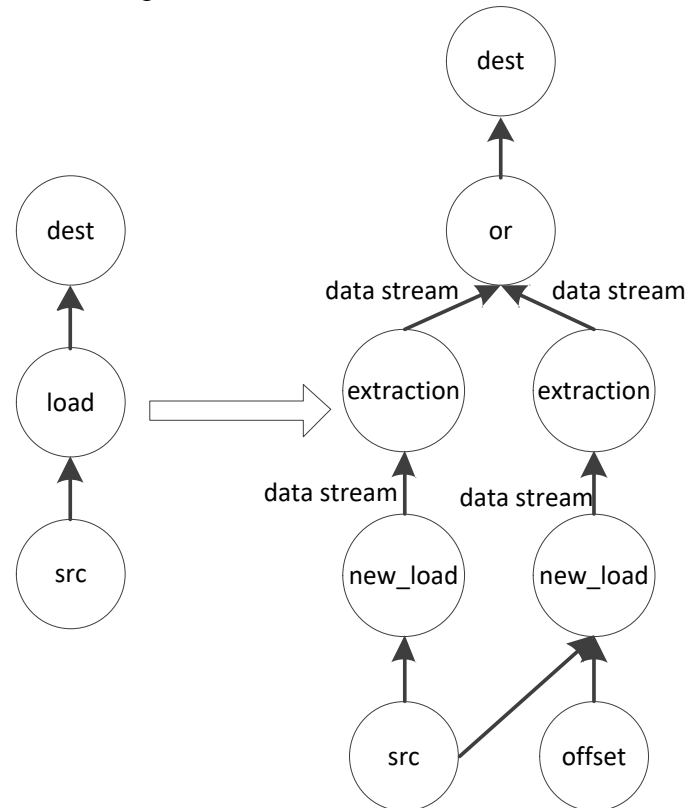 dest
or
data stream
data stream
dest
load
src
extraction
extraction
data stream
data stream
new_load
new_load
src
offset